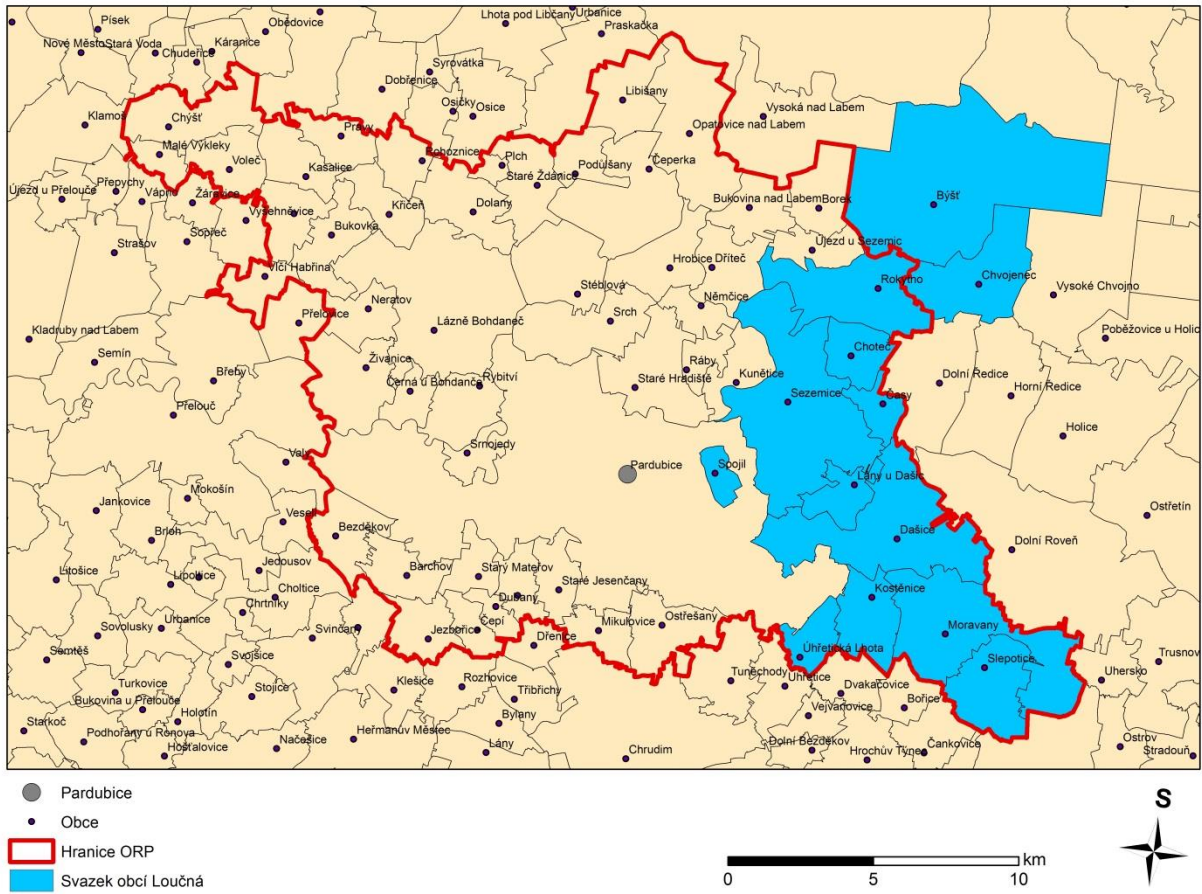 Písek
Obědovice
Lhota pod Libčany
Urbanice
Praskačka
Nové Město
Stará Voda
Káranice
Chudeřice
Syrovátka
Dobřenice
Klamoš
Chýšť
Osičky
Osice
Libišany
Vysoká nad Labem
Opatovice nad Labem
Pravy
Malé Výkleky
Voleč
Kasalice
Rohoznice
Plch
Staré Ždánice
Podůlšany
Čeperka
Újezd u Přelouče
Přepychy
Vápno
Žáravice
Vyšehněvice
Křičeň
Dolany
Bukovina nad Labem
Borek
Býšť
Strašov
Sopřeč
Bukovka
Újezd u Sezemic
Vlčí Habřina
Hrobice
Dříteč
Rokytno
Chvojenec
Vysoké Chvojno
Neratov
Stéblová
Němčice
Kladruby nad Labem
Přelovice
Lázně Bohdaneč
Srch
Poběžovice u Holic
Semín
Živanice
Černá u Bohdanče
Rybitví
Ráby
Staré Hradiště
Kunětice
Choteč
Břehy
Dolní Ředice
Horní Ředice
Přelouč
Sezemice
Časy
Holice
Valy
Srnojedy
Pardubice
Spojil
Lány u Dašic
Mokošín
Jankovice
Veselí
Bezděkov
Brloh
Dašice
Ostřetín
Dolní Roveň
Litošice
Lipoltice
Jedousov
Choltice
Barchov
Starý Mateřov
Staré Jesenčany
Dubany
Kostěnice
Chrtníky
Sovolusky
Urbanice
Svinčany
Jezbořice
Čepí
Dřenice
Mikulovice
Ostřešany
Moravany
Semtěš
Svojšice
Úhřetická Lhota
Slepotice
Trusnov
Turkovice
Bukovina u Přelouče
Stojice
Klešice
Rozhovice
Třibřichy
Tuněchody
Úhřetice
Dvakačovice
Uhersko
Bořice
Starkoč
Podhořany u Ronova
Holotín
Hošťalovice
Načešice
Heřmanův Městec
Bylany
Lány
Chrudim
Vejvanovice
Dolní Bezděkov
Hrochův Týnec
Čankovice
Ostrov
Stradouň
Pardubice
Obce
Hranice ORP
Svazek obcí Loučná
km
0
5
10
S